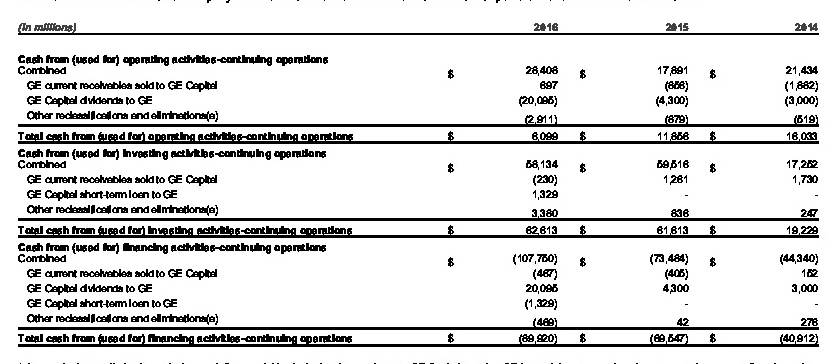 (In millions) 2016 2015 2014
Cash from (used for) operating activities-continuing operations
Combined $ 28,408 $ 17,891 $ 21,434
GE current receivables sold to GE Capital 697 (856) (1,882)
GE Capital dividends to GE (20,095) (4,300) (3,000)
Other reclassifications and eliminations(a) (2,911) (879) (519)
Total cash from (used for) operating activities-continuing operations $ 6,099 $ 11,856 $ 16,033
Cash from (used for) investing activities-continuing operations
Combined $ 58,134 $ 59,516 $ 17,252
GE current receivables sold to GE Capital (230) 1,261 1,730
GE Capital short-term loan to GE 1,329 - -
Other reclassifications and eliminations(a) 3,380 836 247
Total cash from (used for) investing activities-continuing operations $ 62,613 $ 61,613 $ 19,229
Cash from (used for) financing activities-continuing operations
Combined $ (107,750) $ (73,484) $ (44,340)
GE current receivables sold to GE Capital (467) (405) 152
GE Capital dividends to GE 20,095 4,300 3,000
GE Capital short-term loan to GE (1,329) - -
Other reclassifications and eliminations(a) (469) 42 276
Total cash from (used for) financing activities-continuing operations $ (69,920) $ (69,547) $ (40,912)